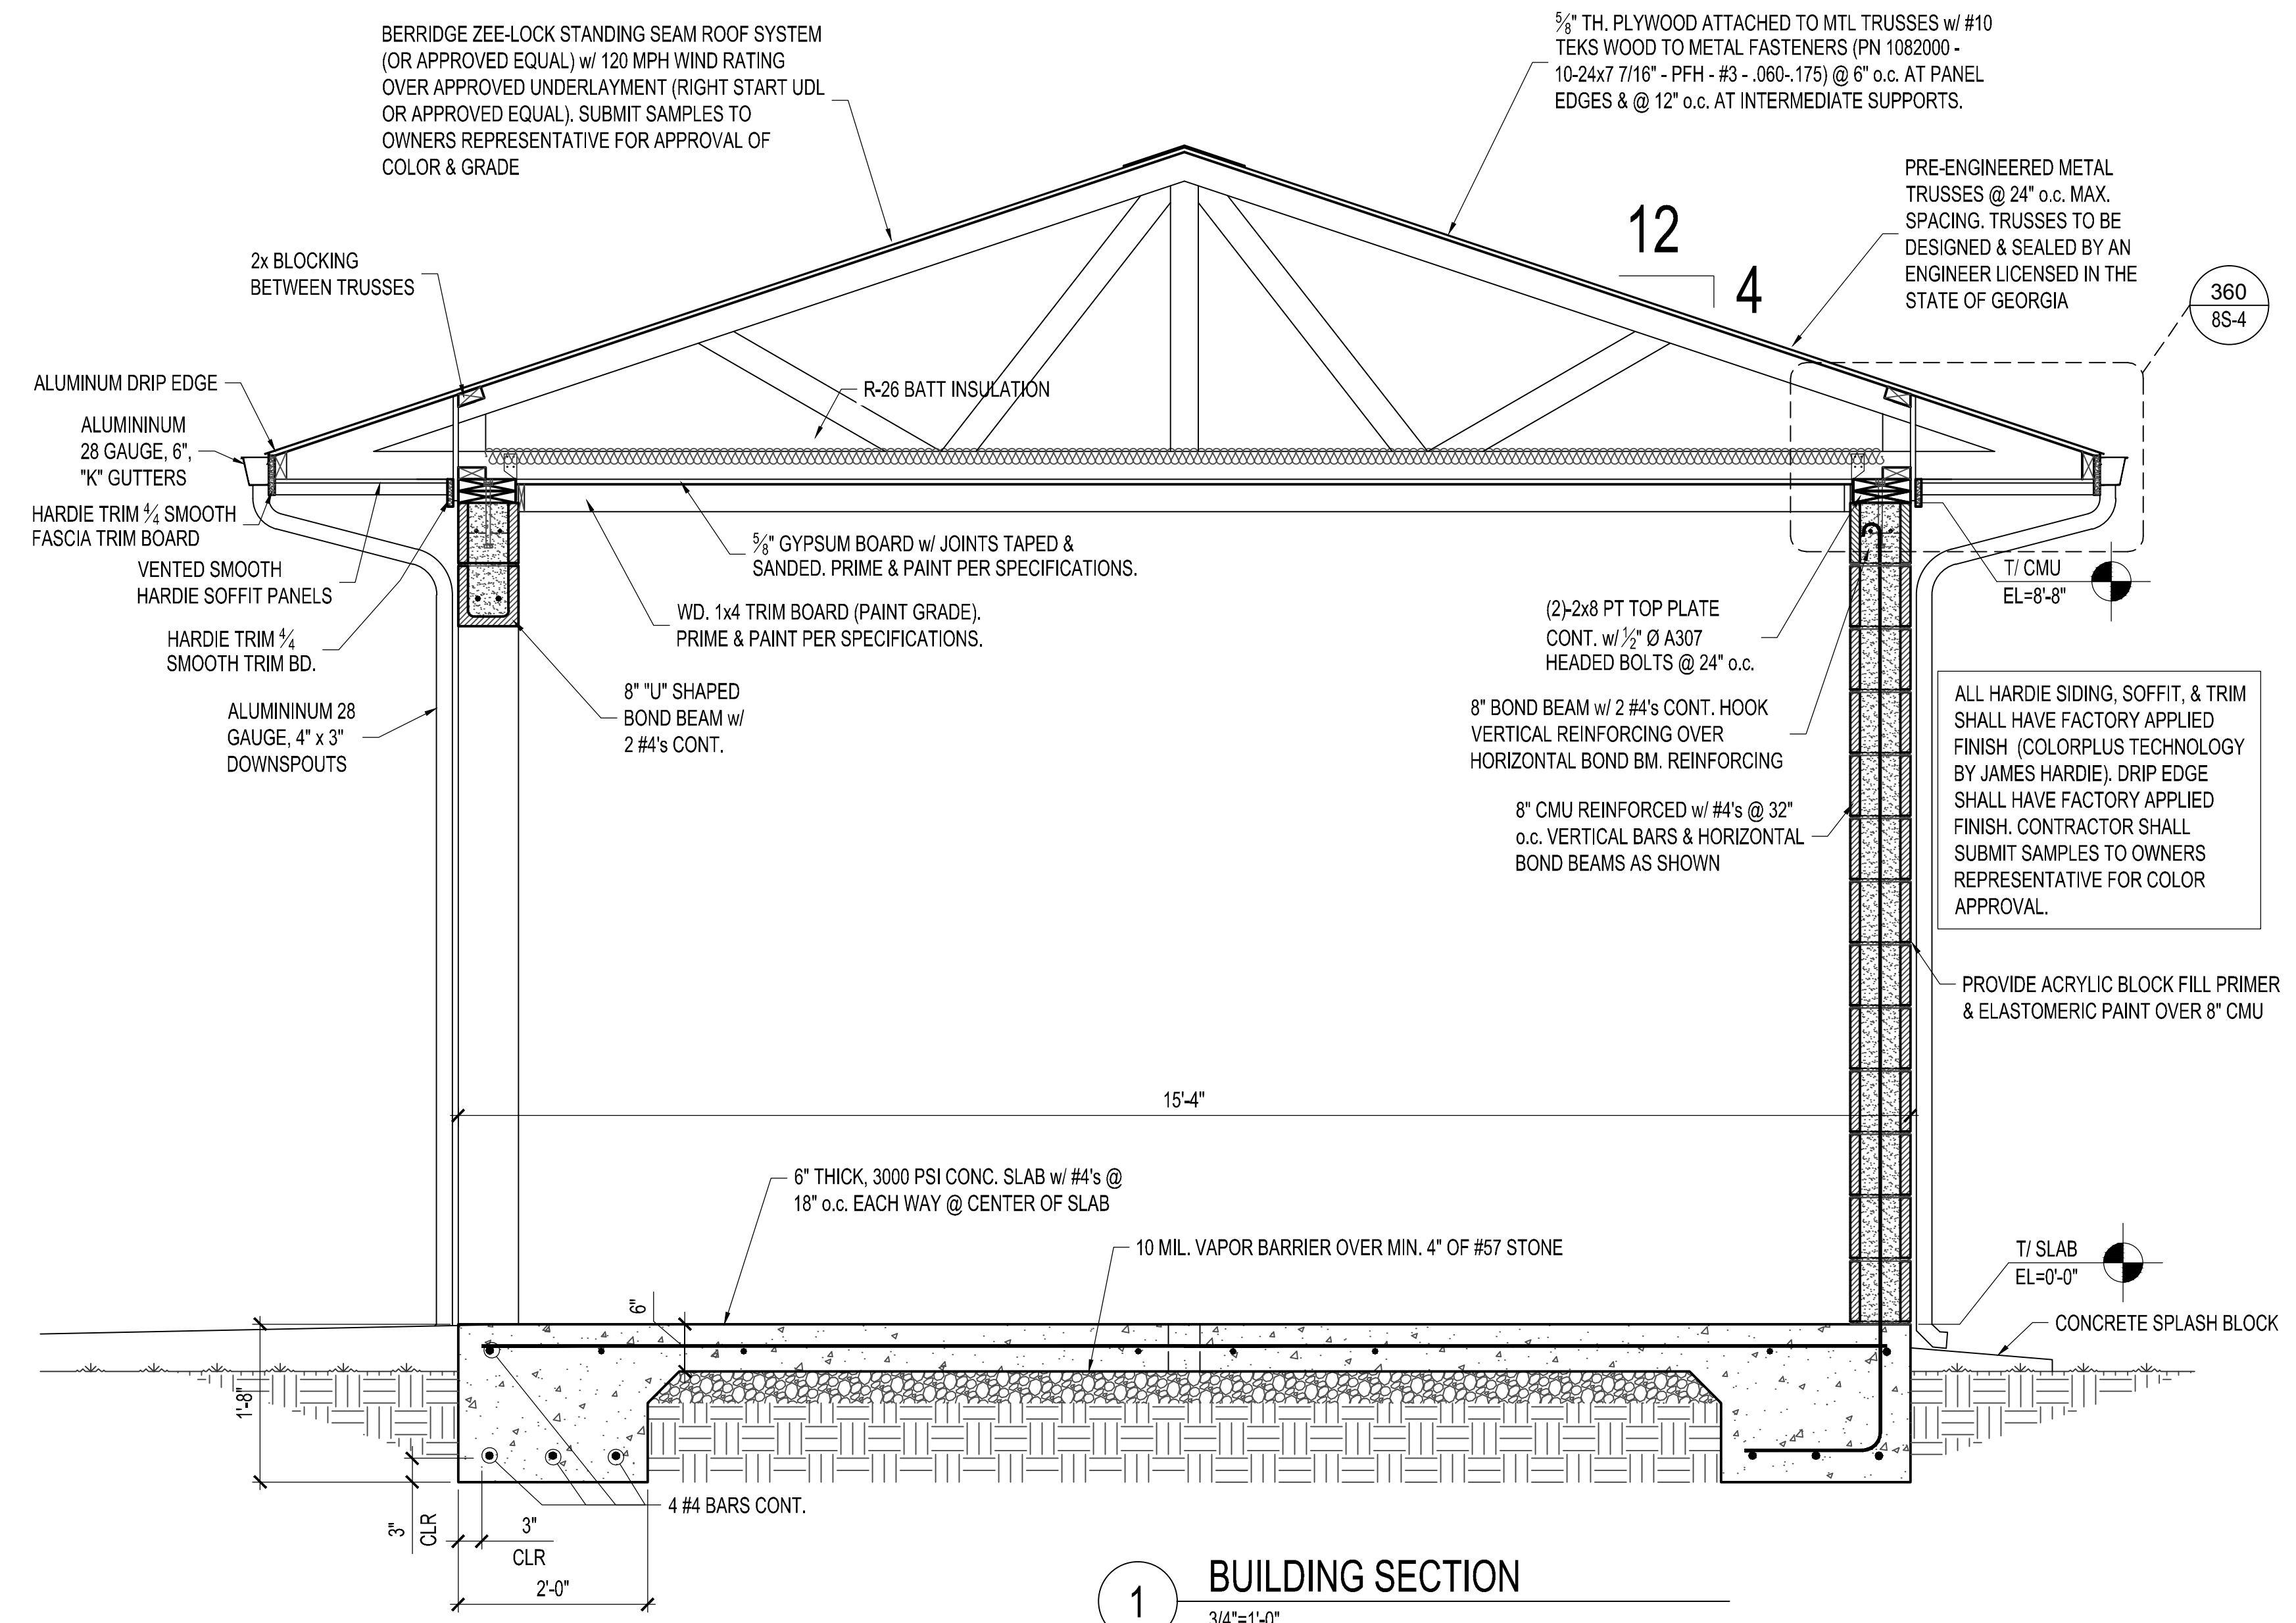 BERRIDGE ZEE-LOCK STANDING SEAM ROOF SYSTEM
(OR APPROVED EQUAL) w/ 120 MPH WIND RATING
OVER APPROVED UNDERLAYMENT (RIGHT START UDL
OR APPROVED EQUAL). SUBMIT SAMPLES TO
OWNERS REPRESENTATIVE FOR APPROVAL OF
COLOR & GRADE
5/8" TH. PLYWOOD ATTACHED TO MTL TRUSSES w/ #10
TEKS WOOD TO METAL FASTENERS (PN 1082000 -
10-24x7 7/16" - PFH - #3 - .060-.175) @ 6" o.c. AT PANEL
EDGES & @ 12" o.c. AT INTERMEDIATE SUPPORTS.
PRE-ENGINEERED METAL
TRUSSES @ 24" o.c. MAX.
SPACING. TRUSSES TO BE
DESIGNED & SEALED BY AN
ENGINEER LICENSED IN THE
STATE OF GEORGIA
12
4
360
8S-4
2x BLOCKING
BETWEEN TRUSSES
ALUMINUM DRIP EDGE
ALUMININUM
28 GAUGE, 6",
"K" GUTTERS
HARDIE TRIM 4/4 SMOOTH
FASCIA TRIM BOARD
VENTED SMOOTH
HARDIE SOFFIT PANELS
HARDIE TRIM 4/4
SMOOTH TRIM BD.
ALUMININUM 28
GAUGE, 4" x 3"
DOWNSPOUTS
R-26 BATT INSULATION
5/8" GYPSUM BOARD w/ JOINTS TAPED &
SANDED. PRIME & PAINT PER SPECIFICATIONS.
WD. 1x4 TRIM BOARD (PAINT GRADE).
PRIME & PAINT PER SPECIFICATIONS.
8" "U" SHAPED
BOND BEAM w/
2 #4's CONT.
(2)-2x8 PT TOP PLATE
CONT. w/ 1/2" Ø A307
HEADED BOLTS @ 24" o.c.
8" BOND BEAM w/ 2 #4's CONT. HOOK
VERTICAL REINFORCING OVER
HORIZONTAL BOND BM. REINFORCING
8" CMU REINFORCED w/ #4's @ 32"
o.c. VERTICAL BARS & HORIZONTAL
BOND BEAMS AS SHOWN
T/ CMU
EL=8'-8"
ALL HARDIE SIDING, SOFFIT, & TRIM
SHALL HAVE FACTORY APPLIED
FINISH (COLORPLUS TECHNOLOGY
BY JAMES HARDIE). DRIP EDGE
SHALL HAVE FACTORY APPLIED
FINISH. CONTRACTOR SHALL
SUBMIT SAMPLES TO OWNERS
REPRESENTATIVE FOR COLOR
APPROVAL.
PROVIDE ACRYLIC BLOCK FILL PRIMER
& ELASTOMERIC PAINT OVER 8" CMU
15'-4"
6" THICK, 3000 PSI CONC. SLAB w/ #4's @
18" o.c. EACH WAY @ CENTER OF SLAB
10 MIL. VAPOR BARRIER OVER MIN. 4" OF #57 STONE
T/ SLAB
EL=0'-0"
CONCRETE SPLASH BLOCK
6"
1'-8"
4 #4 BARS CONT.
3"
CLR
3"
CLR
2'-0"
1
BUILDING SECTION
3/4"=1'-0"